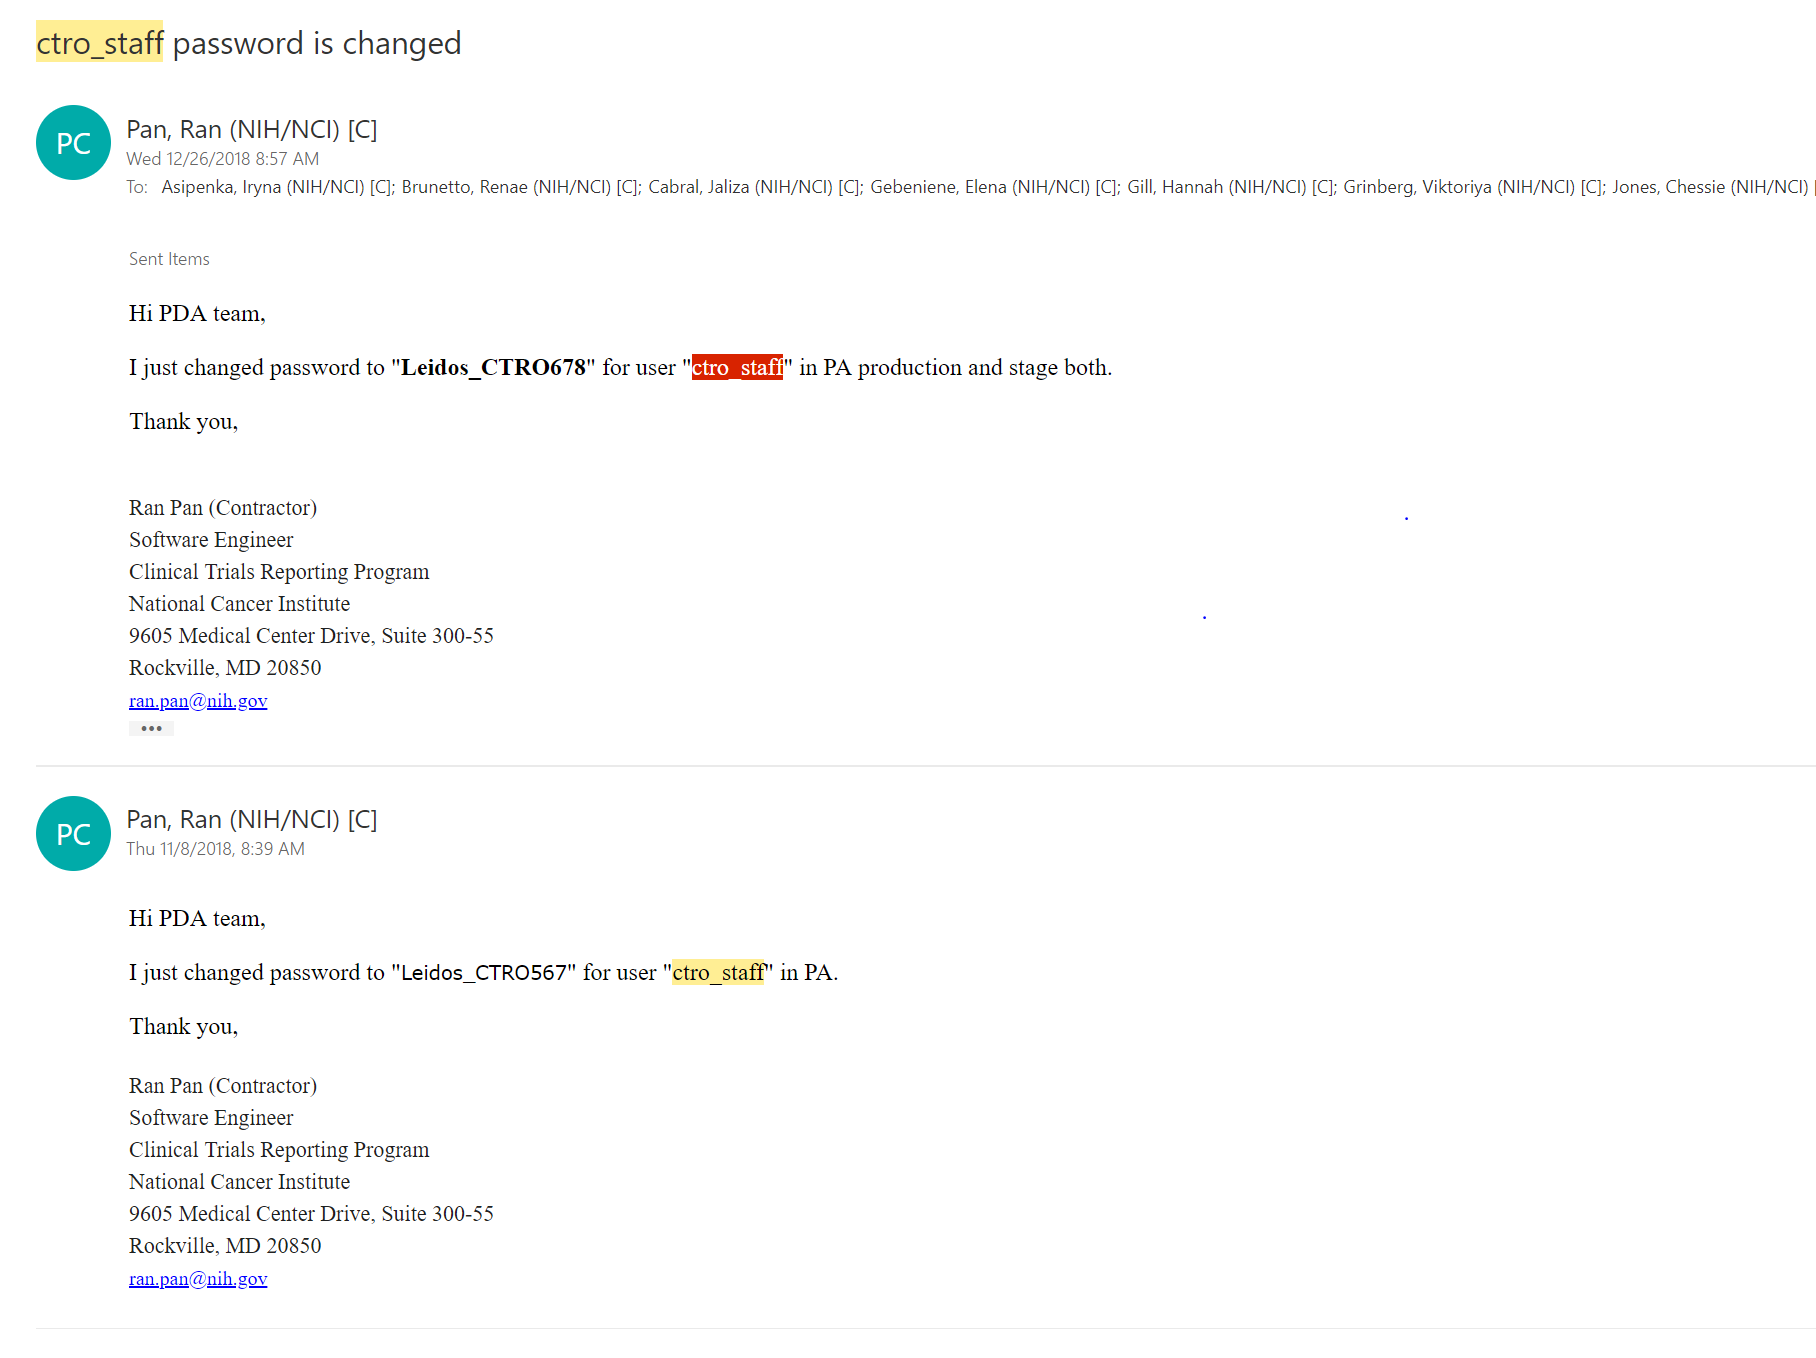 ctro_staff password is changed
PC
Pan, Ran (NIH/NCI) [C]
Wed 12/26/2018 8:57 AM
To: Asipenka, Iryna (NIH/NCI) [C]; Brunetto, Renae (NIH/NCI) [C]; Cabral, Jaliza (NIH/NCI) [C]; Gebeniene, Elena (NIH/NCI) [C]; Gill, Hannah (NIH/NCI) [C]; Grinberg, Viktoriya (NIH/NCI) [C]; Jones, Chessie (NIH/NCI) [
Sent Items
Hi PDA team,
I just changed password to "Leidos_CTRO678" for user "ctro_staff" in PA production and stage both.
Thank you,
Ran Pan (Contractor)
Software Engineer
Clinical Trials Reporting Program
National Cancer Institute
9605 Medical Center Drive, Suite 300-55
Rockville, MD 20850
ran.pan@nih.gov
•••
PC
Pan, Ran (NIH/NCI) [C]
Thu 11/8/2018, 8:39 AM
Hi PDA team,
I just changed password to "Leidos_CTRO567" for user "ctro_staff" in PA.
Thank you,
Ran Pan (Contractor)
Software Engineer
Clinical Trials Reporting Program
National Cancer Institute
9605 Medical Center Drive, Suite 300-55
Rockville, MD 20850
ran.pan@nih.gov